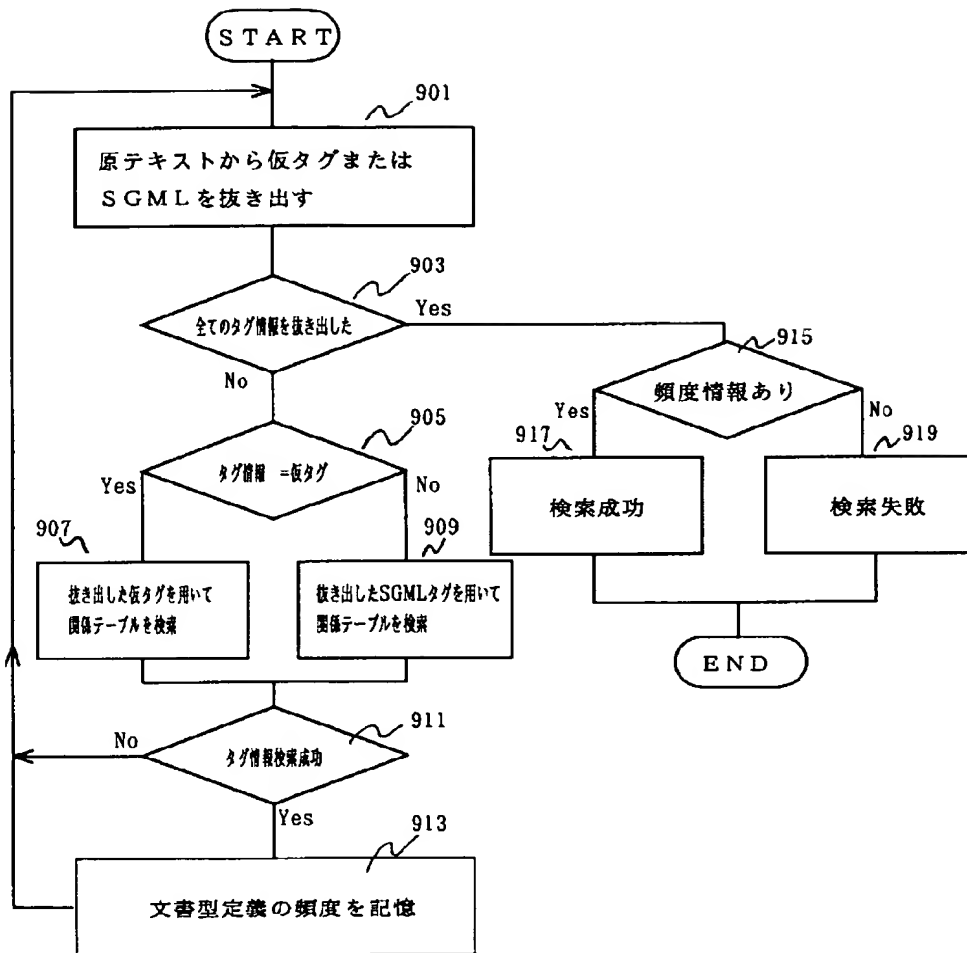 START
901
原テキストから仮タグまたは
SGMLを抜き出す
903
全てのタグ情報を抜き出した
Yes
No
915
頻度情報あり
Yes
No
905
タグ情報 =仮タグ
Yes
No
917
検索成功
919
検索失敗
907
抜き出した仮タグを用いて
関係テーブルを検索
909
抜き出したSGMLタグを用いて
関係テーブルを検索
END
911
タグ情報検索成功
No
Yes
913
文書型定義の頻度を記憶